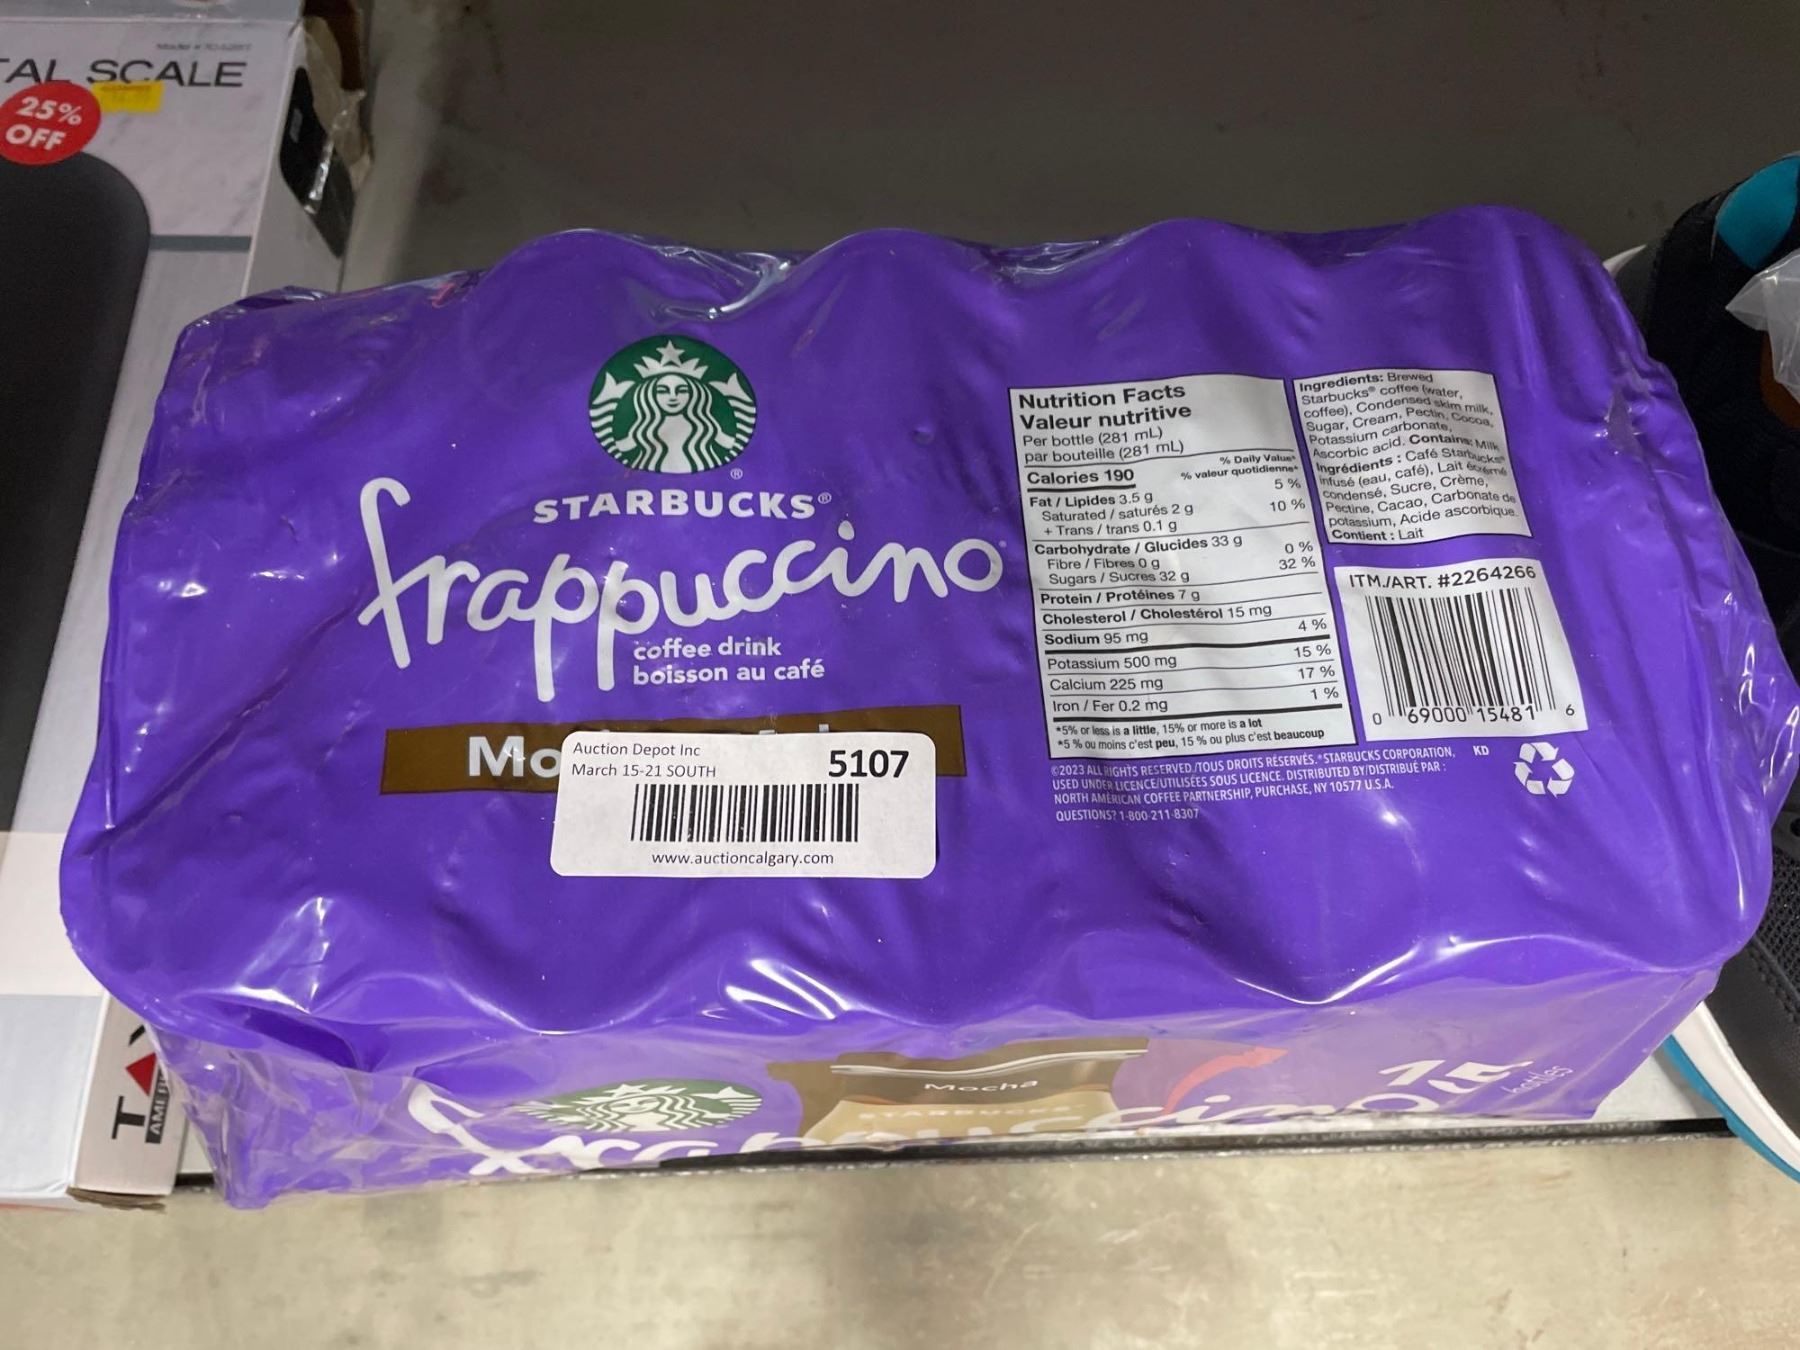 TAL SCALE
25%
OFF
STARBUCKS®
frappuccino
coffee drink
boisson au café
Mo
Auction Depot Inc
March 15-21 SOUTH
5107
www.auctioncalgary.com
Nutrition Facts
Valeur nutritive
Per bottle (281 mL)
par bouteille (281 mL)
Calories 190
% Daily Value*
% valeur quotidienne*
Fat / Lipides 3.5 g 5 %
Saturated / saturés 2 g
+ Trans / trans 0.1 g 10 %
Carbohydrate / Glucides 33 g
Fibre / Fibres 0 g 0 %
Sugars / Sucres 32 g 32 %
Protein / Protéines 7 g
Cholesterol / Cholestérol 15 mg
Sodium 95 mg 4 %
Potassium 500 mg 15 %
Calcium 225 mg 17 %
Iron / Fer 0.2 mg 1 %
*5% or less is a little, 15% or more is a lot
*5 % ou moins c'est peu, 15 % ou plus c'est beaucoup
Ingredients: Brewed
Starbucks® coffee (water,
coffee), Condensed skim milk,
Sugar, Cream, Pectin, Cocoa,
Potassium carbonate,
Ascorbic acid. Contains: Milk
Ingrédients : Café Starbucks®
infusé (eau, café), Lait écrémé
condensé, Sucre, Crème,
Pectine, Cacao, Carbonate de
potassium, Acide ascorbique.
Contient : Lait
ITM./ART. #2264266
0 69000 15481 6
©2023 ALL RIGHTS RESERVED./TOUS DROITS RÉSERVÉS. *STARBUCKS CORPORATION,
USED UNDER LICENCE/UTILISÉES SOUS LICENCE. DISTRIBUTED BY/DISTRIBUÉ PAR :
NORTH AMERICAN COFFEE PARTNERSHIP, PURCHASE, NY 10577 U.S.A.
QUESTIONS? 1-800-211-8307
KD
Mocha
STARBUCKS
bottles